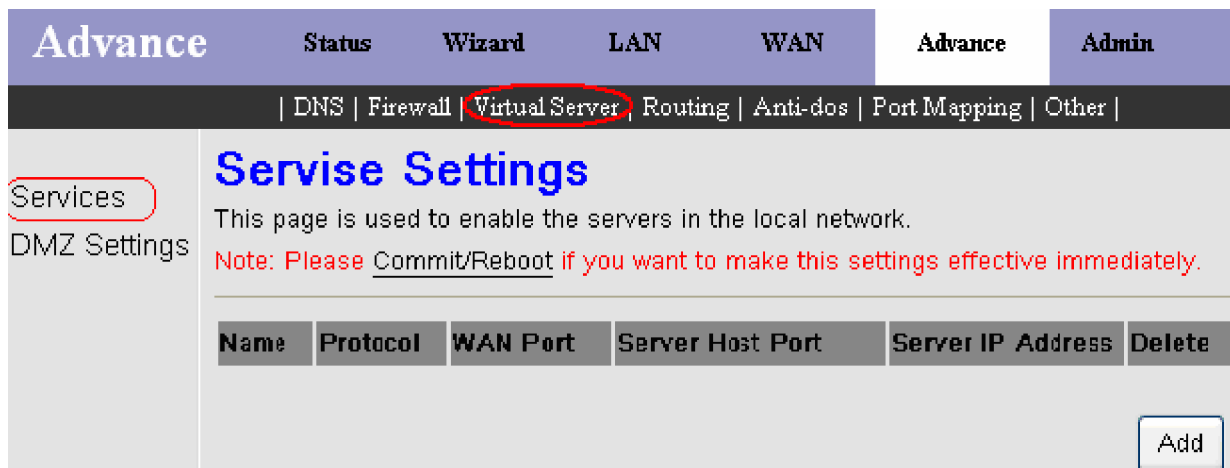 Advance Status Wizard LAN WAN Advance Admin
| DNS | Firewall | Virtual Server | Routing | Anti-dos | Port Mapping | Other |
Services
DMZ Settings
Servise Settings
This page is used to enable the servers in the local network.
Note: Please Commit/Reboot if you want to make this settings effective immediately.
Name Protocol WAN Port Server Host Port Server IP Address Delete
Add